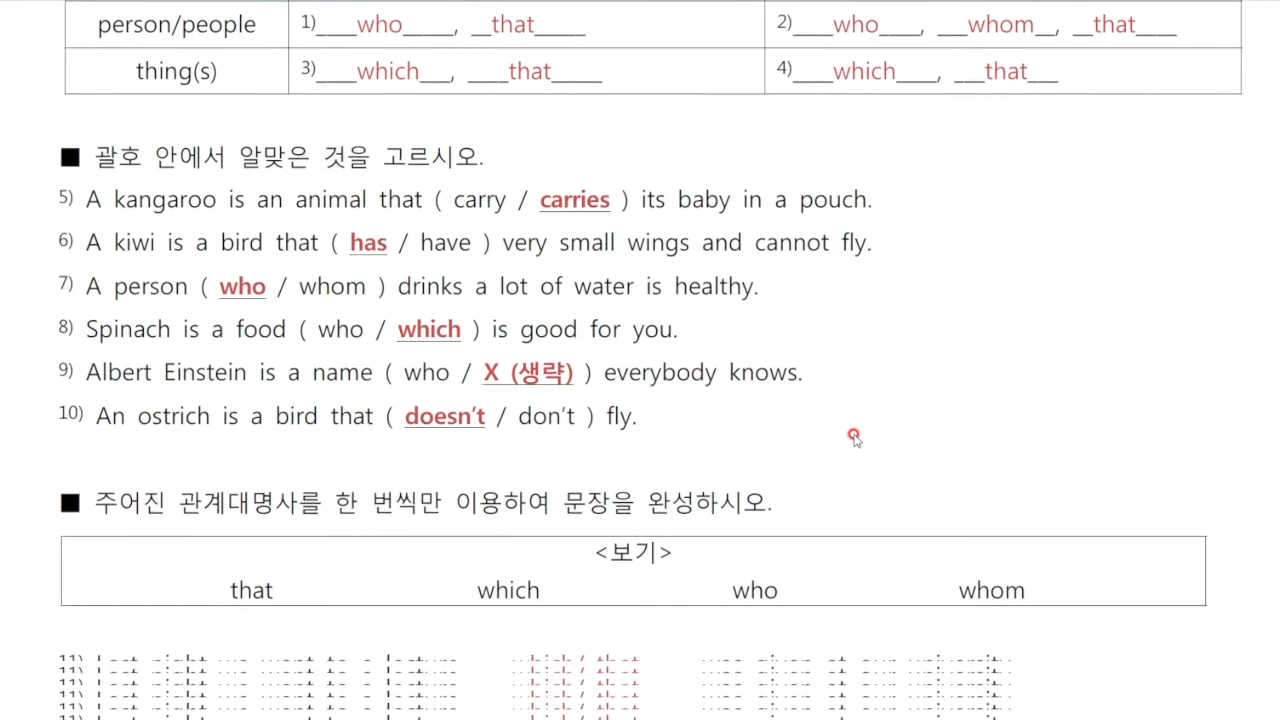 person/people 1)____who_____, __that_____ 2)____who____, ___whom__, __that____
thing(s) 3)____which___, ____that_____ 4)____which____, ___that___
■ 괄호 안에서 알맞은 것을 고르시오.
5) A kangaroo is an animal that ( carry / carries ) its baby in a pouch.
6) A kiwi is a bird that ( has / have ) very small wings and cannot fly.
7) A person ( who / whom ) drinks a lot of water is healthy.
8) Spinach is a food ( who / which ) is good for you.
9) Albert Einstein is a name ( who / X (생략) ) everybody knows.
10) An ostrich is a bird that ( doesn't / don't ) fly.
■ 주어진 관계대명사를 한 번씩만 이용하여 문장을 완성하시오.
<보기>
that which who whom